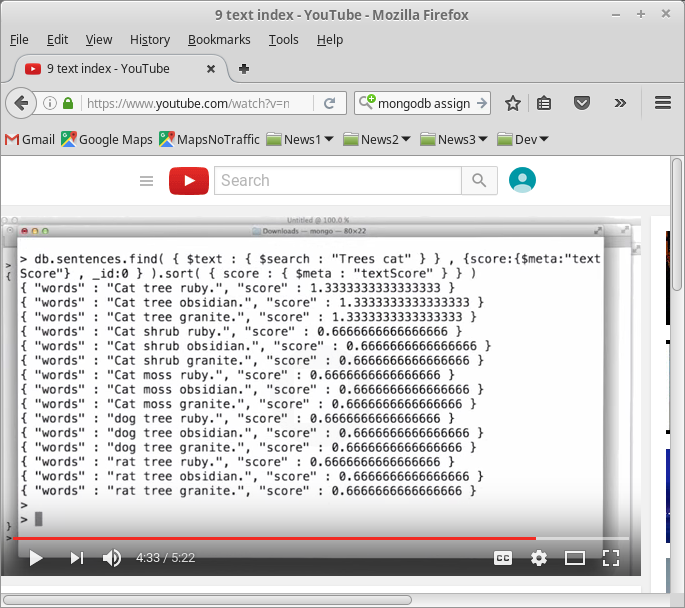 9 text index - YouTube - Mozilla Firefox
File Edit View History Bookmarks Tools Help
9 text index - YouTube
https://www.youtube.com/watch?v=n
mongodb assign
Gmail Google Maps MapsNoTraffic News1 News2 News3 Dev
Search
Untitled @ 100.0 %
Downloads — mongo — 80×22
> db.sentences.find( { $text : { $search : "Trees cat" } } , {score:{$meta:"text
Score"} , _id:0 } ).sort( { score : { $meta : "textScore" } } )
{ "words" : "Cat tree ruby.", "score" : 1.3333333333333333 }
{ "words" : "Cat tree obsidian.", "score" : 1.3333333333333333 }
{ "words" : "Cat tree granite.", "score" : 1.3333333333333333 }
{ "words" : "Cat shrub ruby.", "score" : 0.6666666666666666 }
{ "words" : "Cat shrub obsidian.", "score" : 0.6666666666666666 }
{ "words" : "Cat shrub granite.", "score" : 0.6666666666666666 }
{ "words" : "Cat moss ruby.", "score" : 0.6666666666666666 }
{ "words" : "Cat moss obsidian.", "score" : 0.6666666666666666 }
{ "words" : "Cat moss granite.", "score" : 0.6666666666666666 }
{ "words" : "dog tree ruby.", "score" : 0.6666666666666666 }
{ "words" : "dog tree obsidian.", "score" : 0.6666666666666666 }
{ "words" : "dog tree granite.", "score" : 0.6666666666666666 }
{ "words" : "rat tree ruby.", "score" : 0.6666666666666666 }
{ "words" : "rat tree obsidian.", "score" : 0.6666666666666666 }
{ "words" : "rat tree granite.", "score" : 0.6666666666666666 }
>
>
4:33 / 5:22
CC